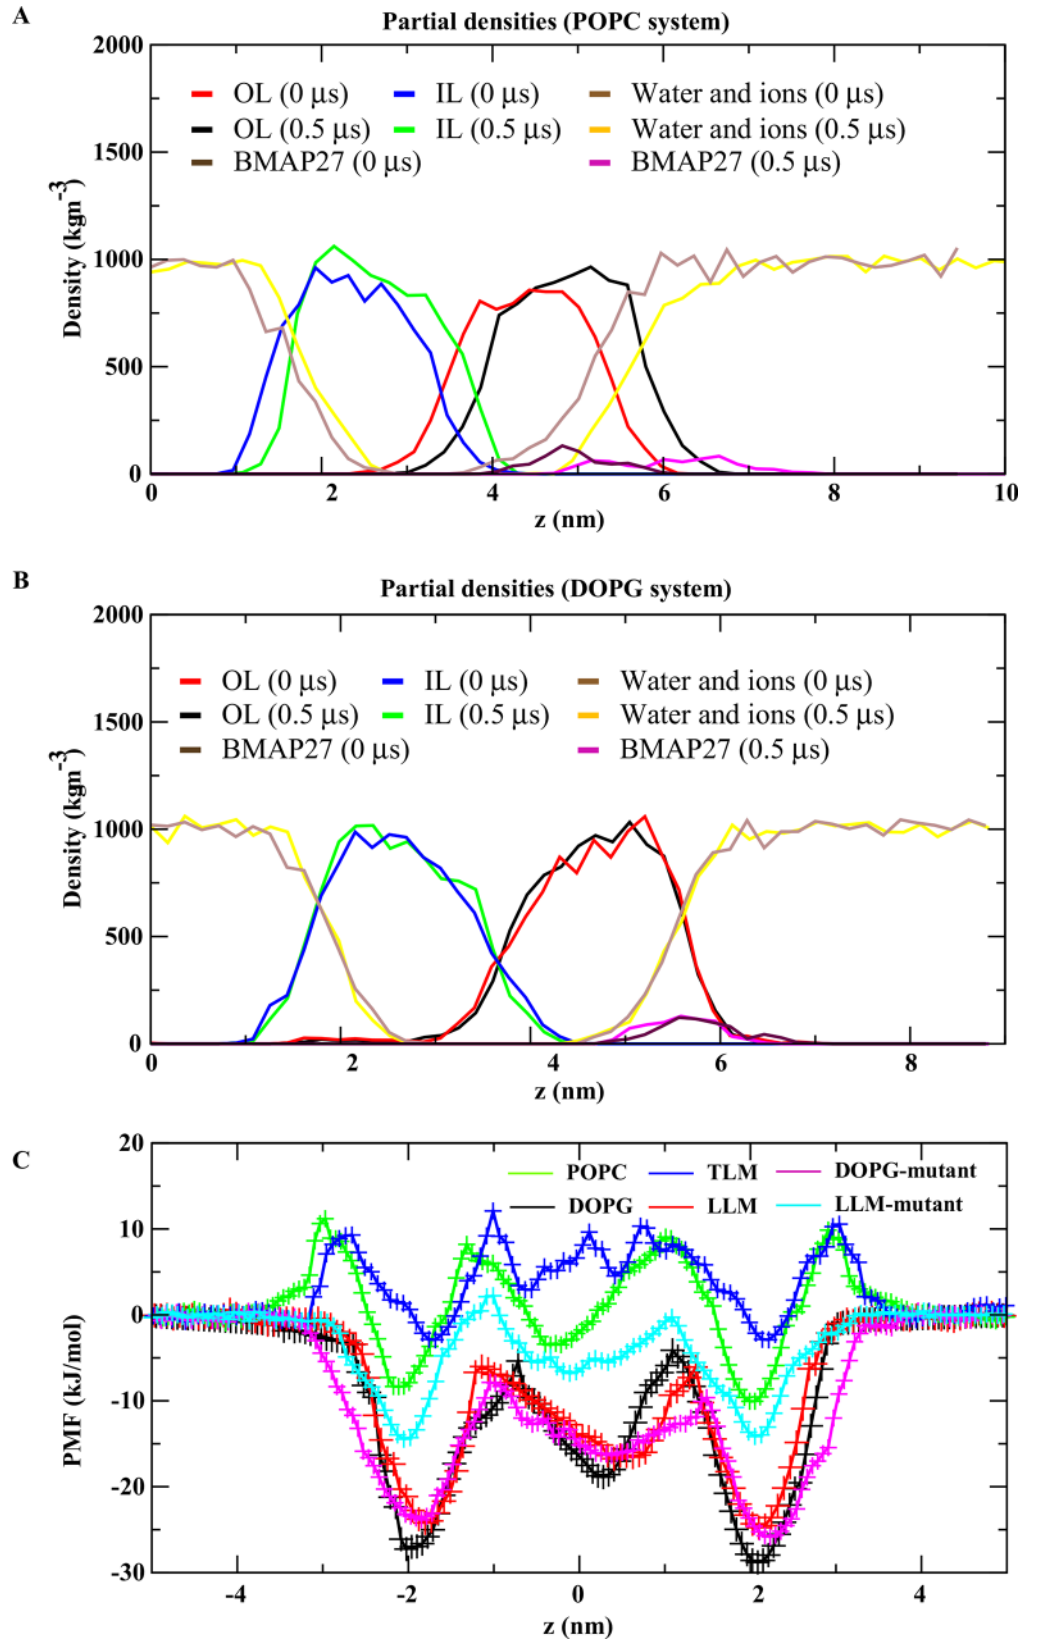 A
Partial densities (POPC system)
2000
OL (0 μs) IL (0 μs) Water and ions (0 μs)
OL (0.5 μs) IL (0.5 μs) Water and ions (0.5 μs)
1500
BMAP27 (0 μs) BMAP27 (0.5 μs)
Density (kgn⁻³)
1000
500
0
0 2 4 6 8 10
z (nm)
B
Partial densities (DOPG system)
2000
OL (0 μs) IL (0 μs) Water and ions (0 μs)
OL (0.5 μs) IL (0.5 μs) Water and ions (0.5 μs)
1500
BMAP27 (0 μs) BMAP27 (0.5 μs)
Density (kgn⁻³)
1000
500
0
0 2 4 6 8
z (nm)
C
20
POPC TLM DOPG-mutant
DOPG LLM LLM-mutant
10
0
PMF (kJ/mol)
-10
-20
-30
-4 -2 0 2 4
z (nm)